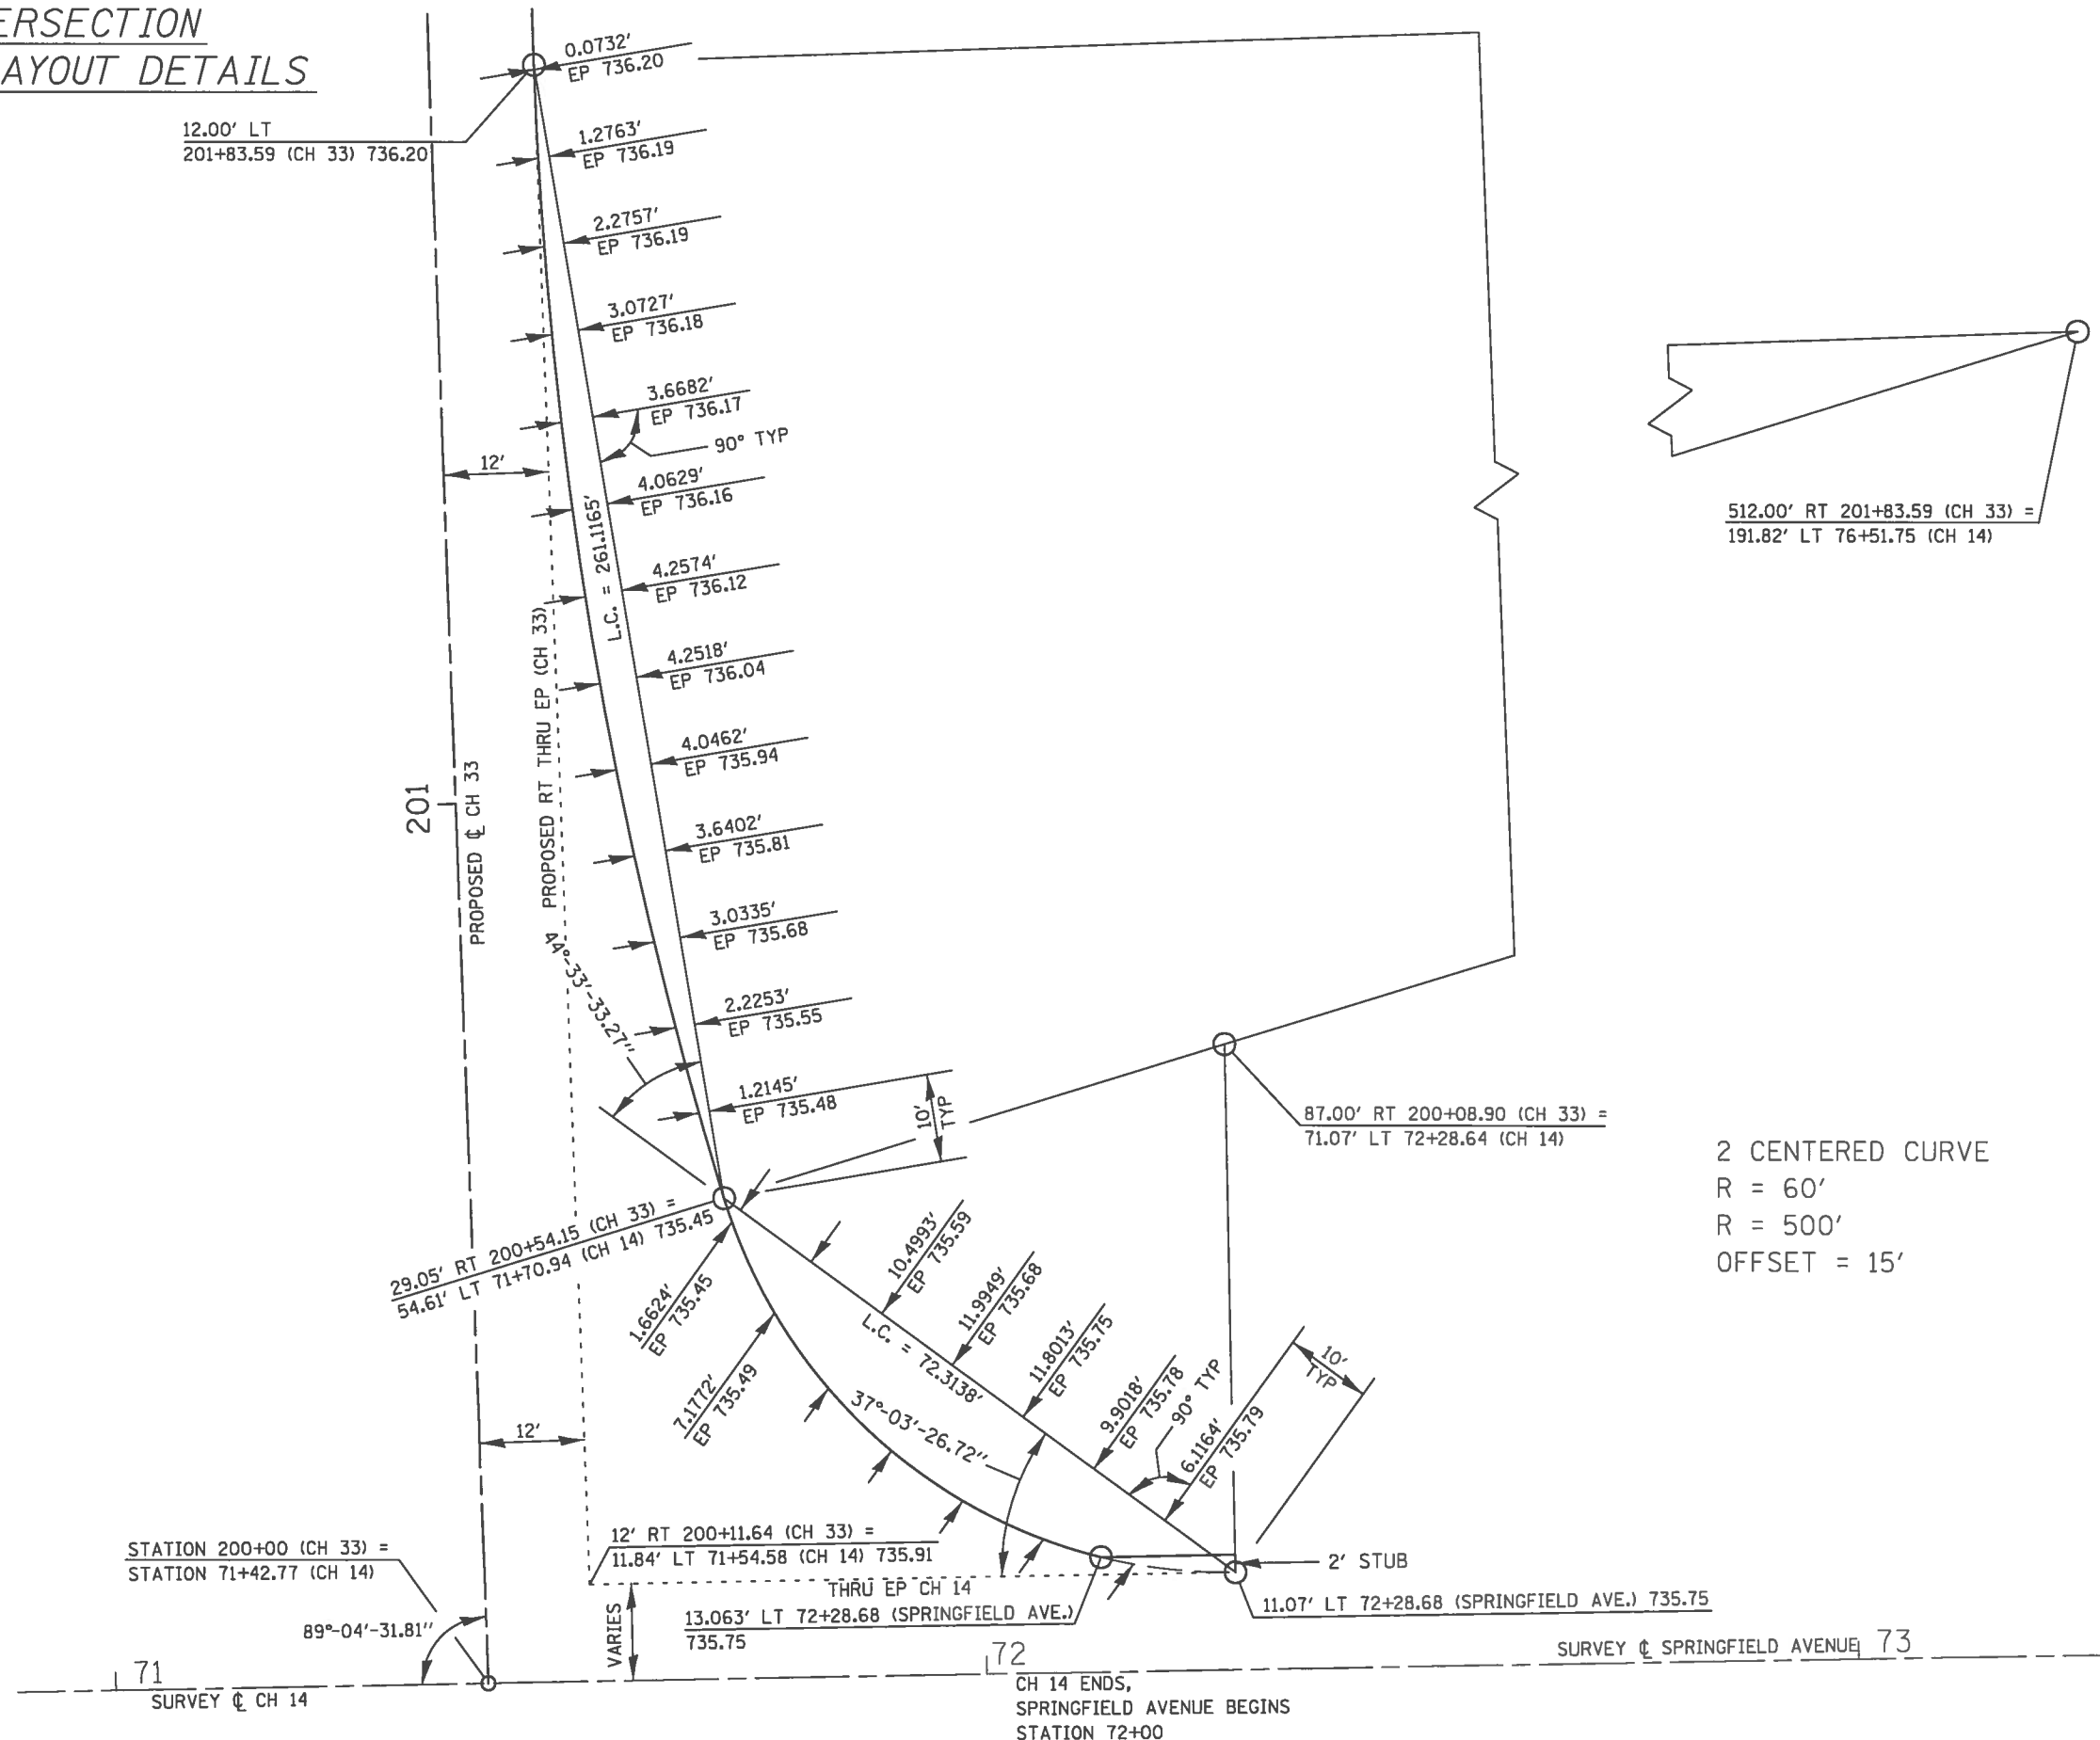 ERSECTION
AYOUT DETAILS
12.00' LT
201+83.59 (CH 33) 736.20
0.0732'
EP 736.20
1.2763'
EP 736.19
2.2757'
EP 736.19
3.0727'
EP 736.18
3.6682'
EP 736.17
90° TYP
12'
4.0629'
EP 736.16
L.C. = 261.1165'
4.2574'
EP 736.12
4.2518'
EP 736.04
4.0462'
EP 735.94
3.6402'
EP 735.81
3.0335'
EP 735.68
2.2253'
EP 735.55
1.2145'
EP 735.48
10'
TYP
201
PROPOSED ℄ CH 33
PROPOSED RT THRU EP (CH 33)
44°-33'-33.27"
512.00' RT 201+83.59 (CH 33) =
191.82' LT 76+51.75 (CH 14)
87.00' RT 200+08.90 (CH 33) =
71.07' LT 72+28.64 (CH 14)
2 CENTERED CURVE
R = 60'
R = 500'
OFFSET = 15'
29.05' RT 200+54.15 (CH 33) =
54.61' LT 71+70.94 (CH 14) 735.45
1.6624'
EP 735.45
7.1772'
EP 735.49
10.4993'
EP 735.59
11.9949'
EP 735.68
11.8013'
EP 735.75
9.9018'
EP 735.78
90° TYP
6.1164'
EP 735.79
10'
TYP
L.C. = 72.3138'
37°-03'-26.72"
12'
12' RT 200+11.64 (CH 33) =
11.84' LT 71+54.58 (CH 14) 735.91
THRU EP CH 14
2' STUB
13.063' LT 72+28.68 (SPRINGFIELD AVE.)
735.75
11.07' LT 72+28.68 (SPRINGFIELD AVE.) 735.75
STATION 200+00 (CH 33) =
STATION 71+42.77 (CH 14)
89°-04'-31.81"
VARIES
71
SURVEY ℄ CH 14
72
CH 14 ENDS,
SPRINGFIELD AVENUE BEGINS
STATION 72+00
SURVEY ℄ SPRINGFIELD AVENUE
73